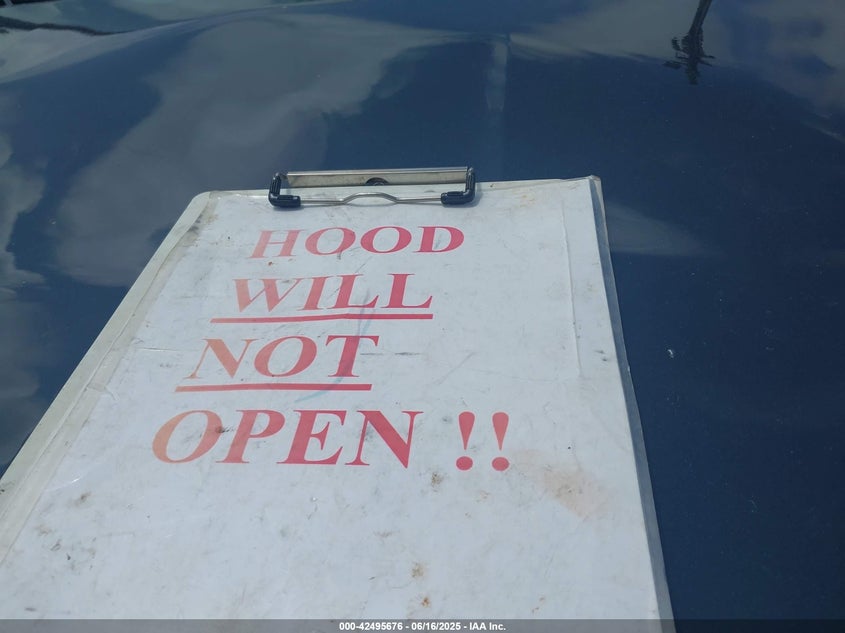 HOOD
WILL
NOT
OPEN !!
000-42495676 - 06/16/2025 - IAA Inc.